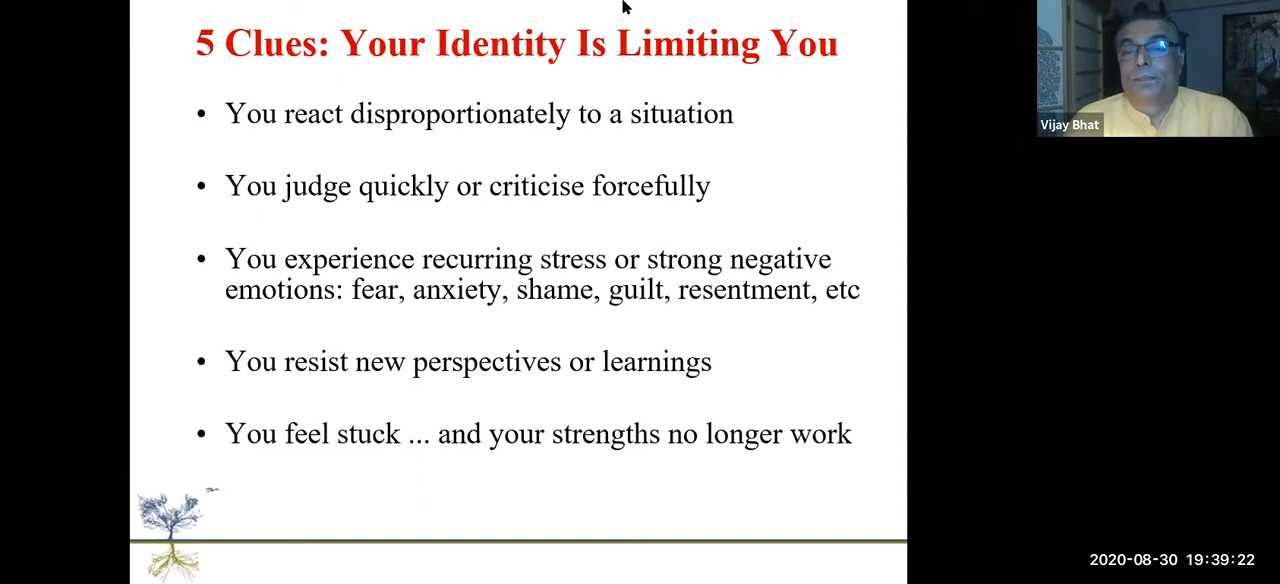 5 Clues: Your Identity Is Limiting You
• You react disproportionately to a situation
• You judge quickly or criticise forcefully
• You experience recurring stress or strong negative
emotions: fear, anxiety, shame, guilt, resentment, etc
• You resist new perspectives or learnings
• You feel stuck ... and your strengths no longer work
Vijay Bhat
2020-08-30 19:39:22